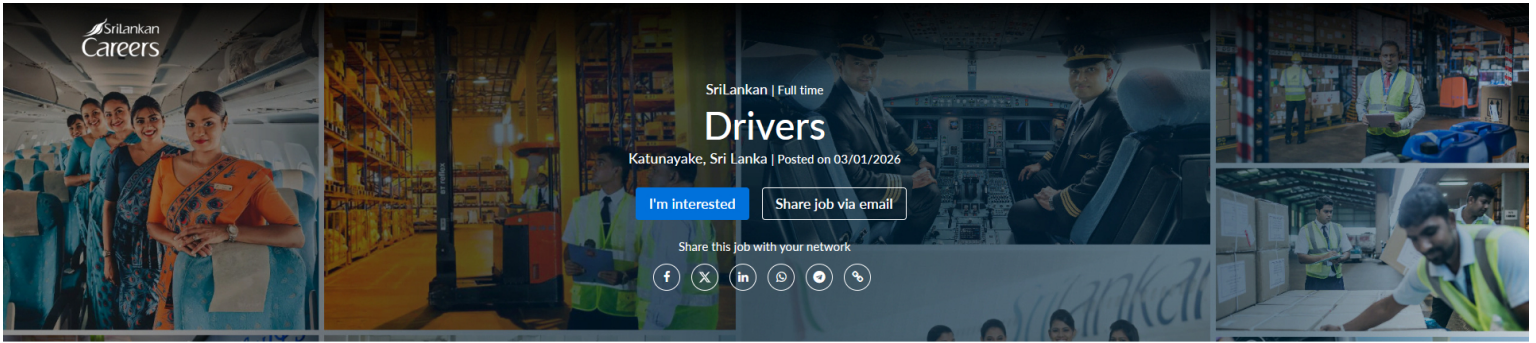 SriLankan
Careers
SriLankan | Full time
Drivers
Katunayake, Sri Lanka | Posted on 03/01/2026
I'm interested
Share job via email
Share this job with your network
SriLankan